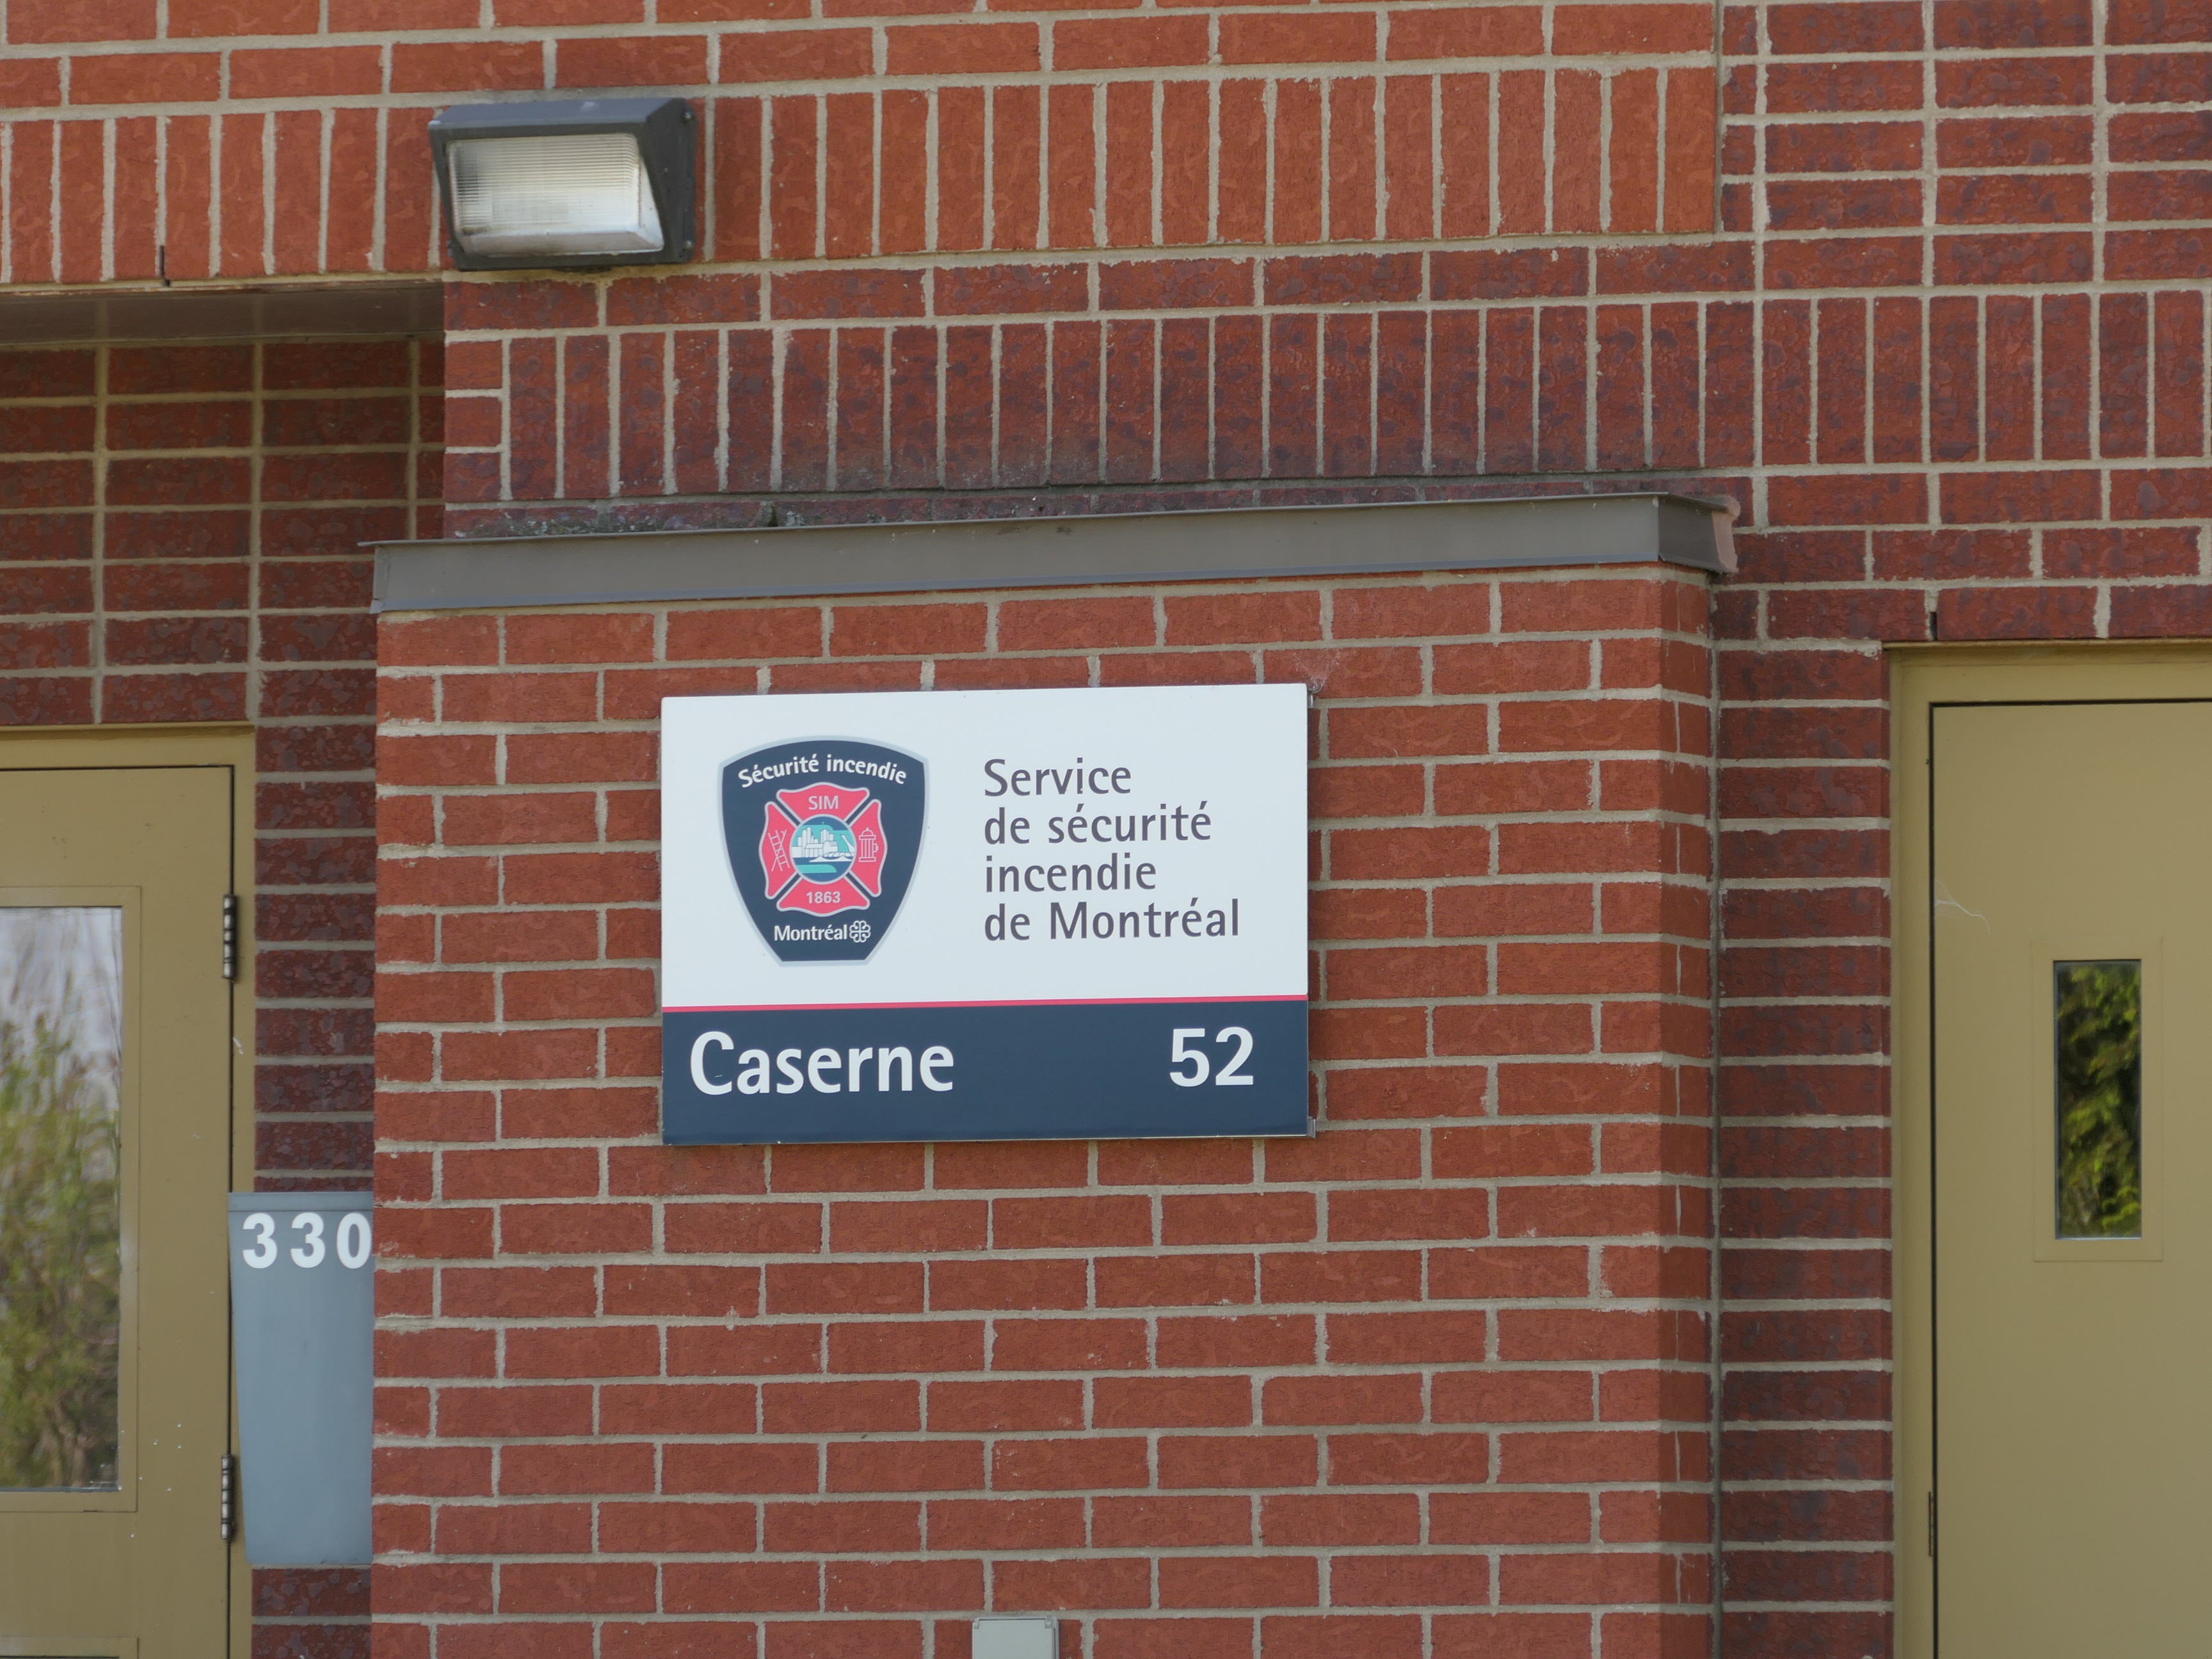 Sécurité incendie
SIM
1863
Montréal
Service
de sécurité
incendie
de Montréal
Caserne 52
330